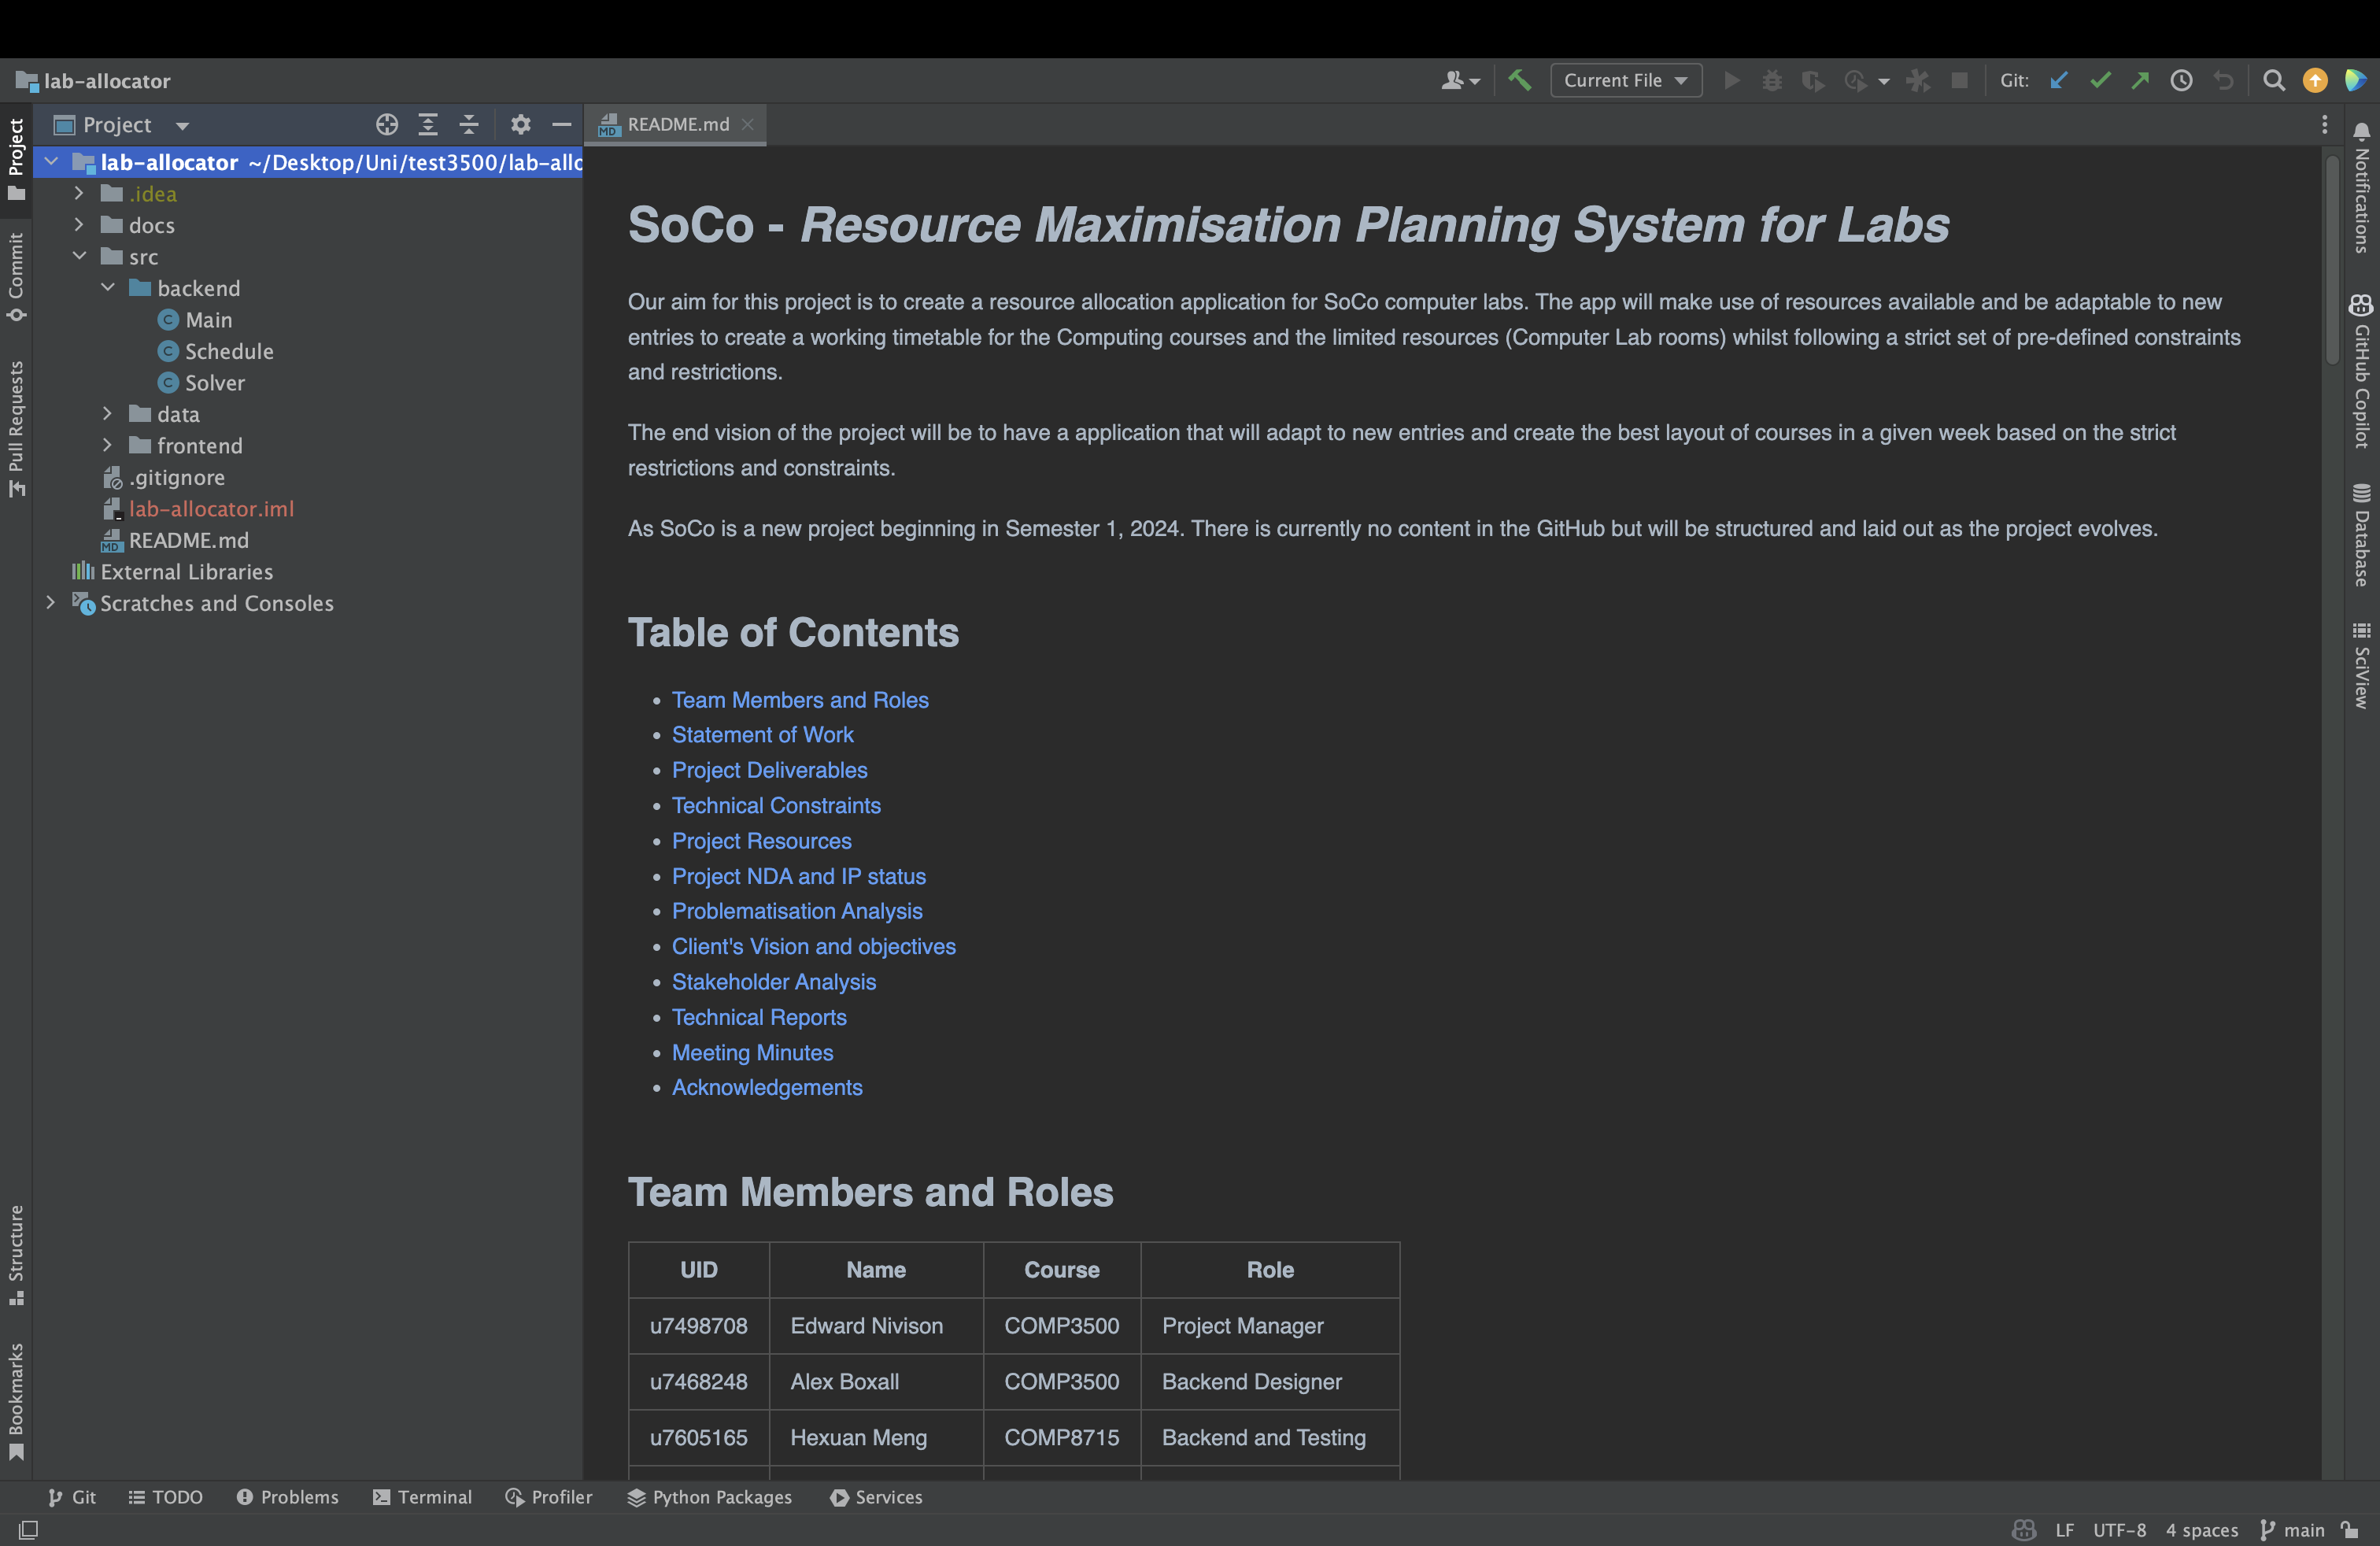 lab-allocator
Current File
Git:
Project
README.md
Project
Commit
Pull Requests
Structure
Bookmarks
lab-allocator ~/Desktop/Uni/test3500/lab-allo
.idea
docs
src
backend
Main
Schedule
Solver
data
frontend
.gitignore
lab-allocator.iml
README.md
External Libraries
Scratches and Consoles
SoCo - Resource Maximisation Planning System for Labs
Our aim for this project is to create a resource allocation application for SoCo computer labs. The app will make use of resources available and be adaptable to new
entries to create a working timetable for the Computing courses and the limited resources (Computer Lab rooms) whilst following a strict set of pre-defined constraints
and restrictions.
The end vision of the project will be to have a application that will adapt to new entries and create the best layout of courses in a given week based on the strict
restrictions and constraints.
As SoCo is a new project beginning in Semester 1, 2024. There is currently no content in the GitHub but will be structured and laid out as the project evolves.
Table of Contents
• Team Members and Roles
• Statement of Work
• Project Deliverables
• Technical Constraints
• Project Resources
• Project NDA and IP status
• Problematisation Analysis
• Client's Vision and objectives
• Stakeholder Analysis
• Technical Reports
• Meeting Minutes
• Acknowledgements
Team Members and Roles
UID Name Course Role
u7498708 Edward Nivison COMP3500 Project Manager
u7468248 Alex Boxall COMP3500 Backend Designer
u7605165 Hexuan Meng COMP8715 Backend and Testing
Notifications
GitHub Copilot
Database
SciView
Git TODO Problems Terminal Profiler Python Packages Services
LF UTF-8 4 spaces main